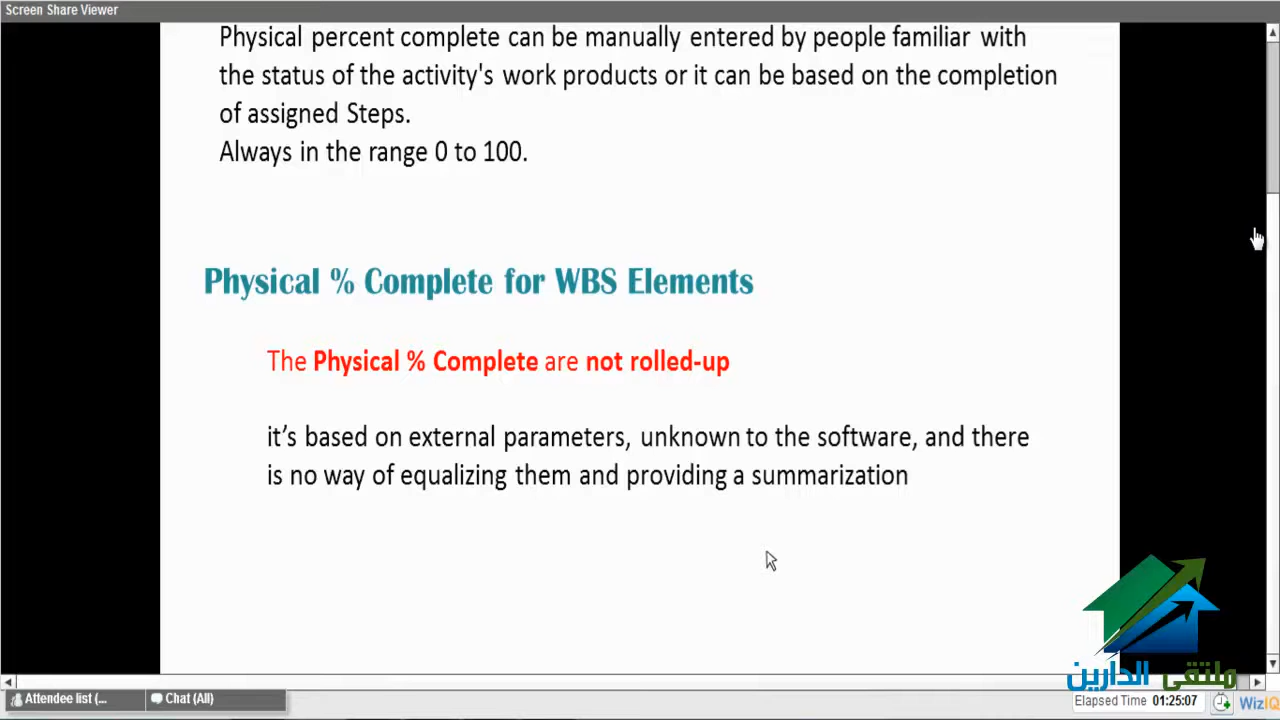 Screen Share Viewer
Physical percent complete can be manually entered by people familiar with
the status of the activity's work products or it can be based on the completion
of assigned Steps.
Always in the range 0 to 100.
Physical % Complete for WBS Elements
The Physical % Complete are not rolled-up
it’s based on external parameters, unknown to the software, and there
is no way of equalizing them and providing a summarization
ملتقى الدارين
Attendee list (...
Chat (All)
Elapsed Time 01:25:07
WizIQ